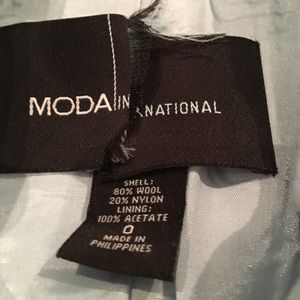 MODA IN NATIONAL
SHELL:
80% WOOL
20% NYLON
LINING:
100% ACETATE
0
MADE IN
PHILIPPINES